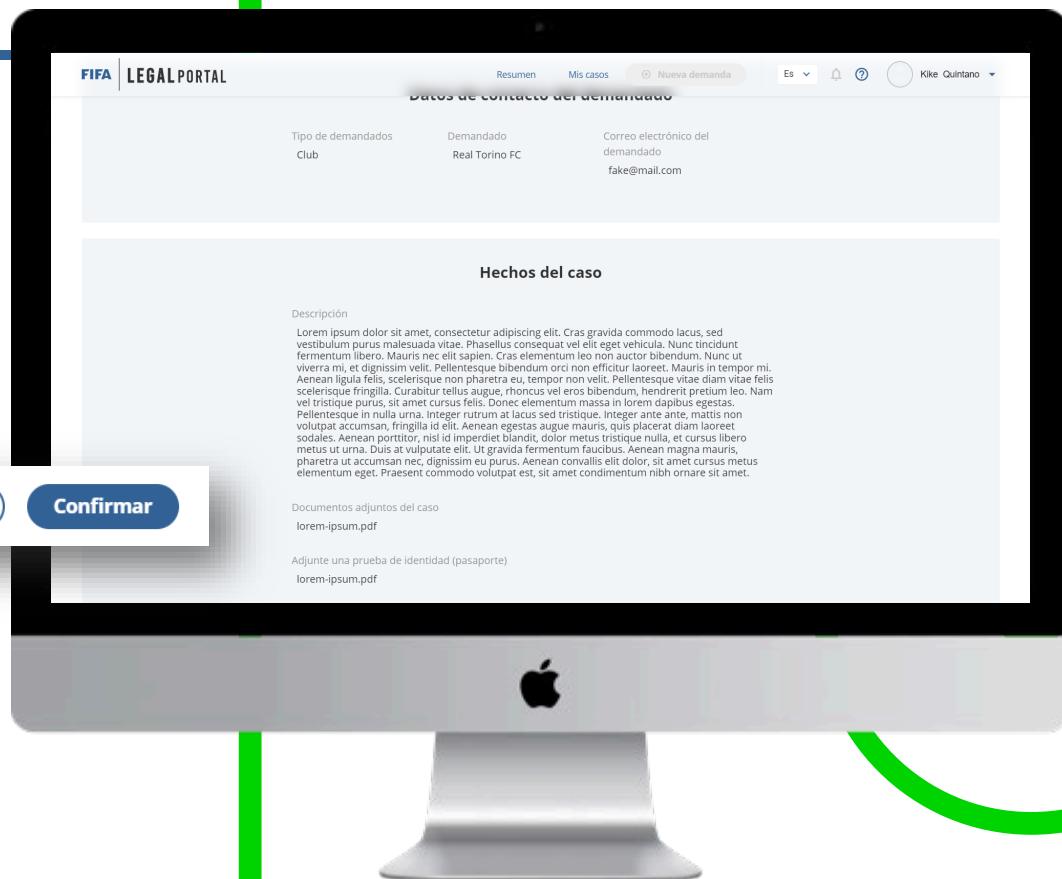 FIFA LEGAL PORTAL Resumen Mis casos Nueva demanda Es Kike Quintano
Datos de contacto del demandado
Tipo de demandados Demandado Correo electrónico del
demandado
Club Real Torino FC
fake@mail.com
Hechos del caso
Descripción
Lorem ipsum dolor sit amet, consectetur adipiscing elit. Cras gravida commodo lacus, sed
vestibulum purus malesuada vitae. Phasellus consequat vel elit eget vehicula. Nunc tincidunt
fermentum libero. Mauris nec elit sapien. Cras elementum leo non auctor bibendum. Nunc ut
viverra mi, et dignissim velit. Pellentesque bibendum orci non efficitur laoreet. Mauris in tempor mi.
Aenean ligula felis, scelerisque non pharetra eu, tempor non velit. Pellentesque vitae diam vitae felis
scelerisque fringilla. Curabitur tellus augue, rhoncus vel eros bibendum, hendrerit pretium leo. Nam
vel tristique purus, sit amet cursus felis. Donec elementum massa in lorem dapibus egestas.
Pellentesque in nulla urna. Integer rutrum at lacus sed tristique. Integer ante ante, mattis non
volutpat accumsan, fringilla id elit. Aenean egestas augue mauris, quis placerat diam laoreet
sodales. Aenean porttitor, nisl id imperdiet blandit, dolor metus tristique nulla, et cursus libero
metus ut urna. Duis at vulputate elit. Ut gravida fermentum faucibus. Aenean magna mauris,
pharetra ut accumsan nec, dignissim eu purus. Aenean convallis elit dolor, sit amet cursus metus
elementum eget. Praesent commodo volutpat est, sit amet condimentum nibh ornare sit amet.
Confirmar
Documentos adjuntos del caso
lorem-ipsum.pdf
Adjunte una prueba de identidad (pasaporte)
lorem-ipsum.pdf